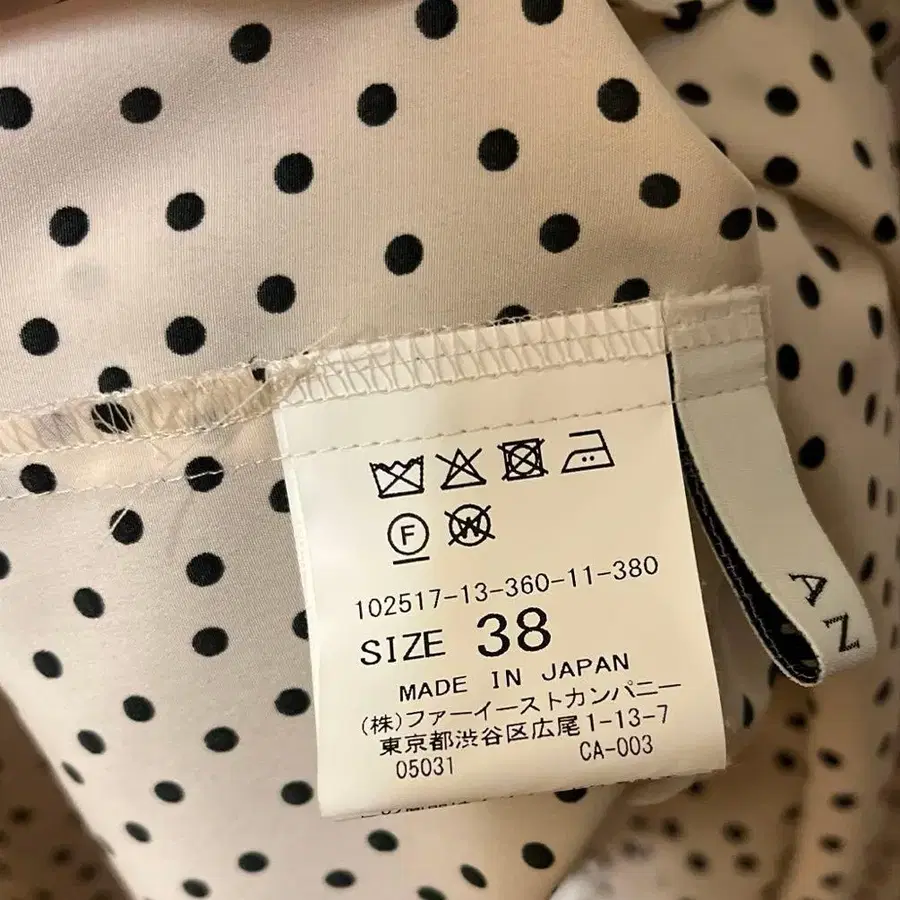 F W
102517-13-360-11-380
SIZE 38
MADE IN JAPAN
(株)ファーイーストカンパニー
東京都渋谷区広尾1-13-7
05031 CA-003
AN